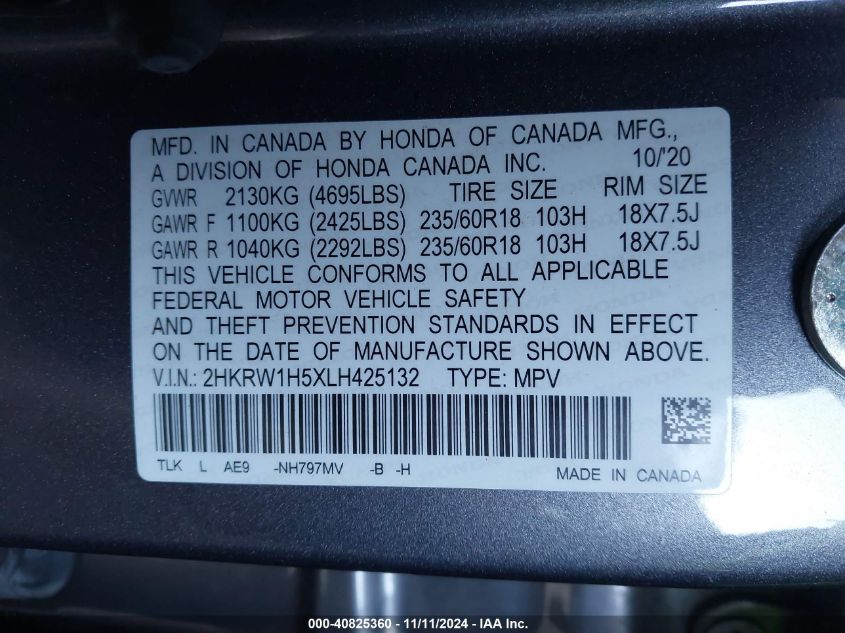 MFD. IN CANADA BY HONDA OF CANADA MFG.,
A DIVISION OF HONDA CANADA INC. 10/'20
GVWR 2130KG (4695LBS) TIRE SIZE RIM SIZE
GAWR F 1100KG (2425LBS) 235/60R18 103H 18X7.5J
GAWR R 1040KG (2292LBS) 235/60R18 103H 18X7.5J
THIS VEHICLE CONFORMS TO ALL APPLICABLE
FEDERAL MOTOR VEHICLE SAFETY
AND THEFT PREVENTION STANDARDS IN EFFECT
ON THE DATE OF MANUFACTURE SHOWN ABOVE.
V.I.N.: 2HKRW1H5XLH425132 TYPE: MPV
TLK L AE9 -NH797MV -B -H MADE IN CANADA
000-40825360 - 11/11/2024 - IAA Inc.